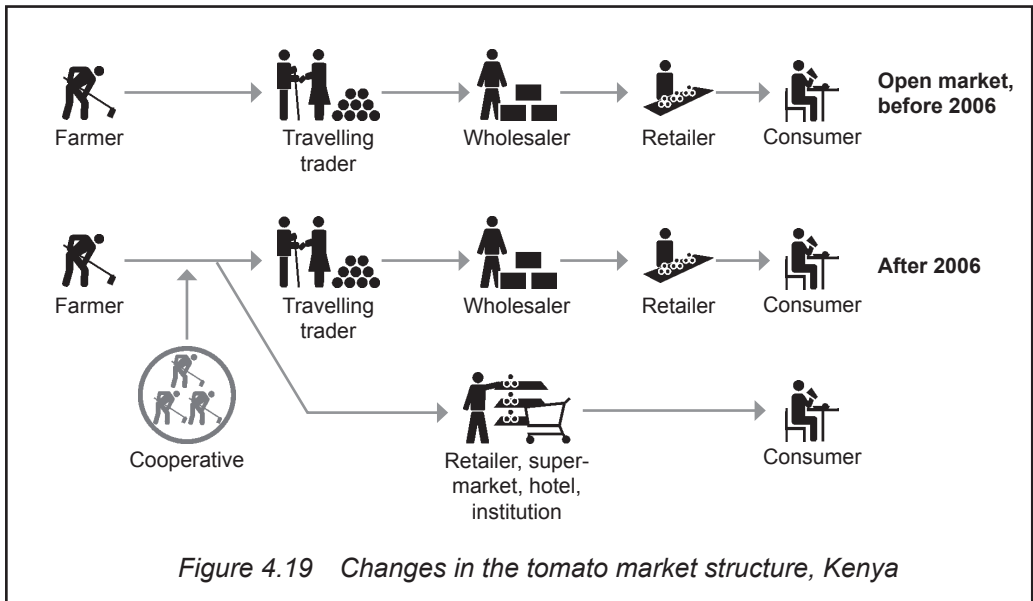 Farmer
Travelling
trader
Wholesaler
Retailer
Consumer
Open market,
before 2006
Farmer
Travelling
trader
Wholesaler
Retailer
Consumer
After 2006
Cooperative
Retailer, super-
market, hotel,
institution
Consumer
Figure 4.19 Changes in the tomato market structure, Kenya